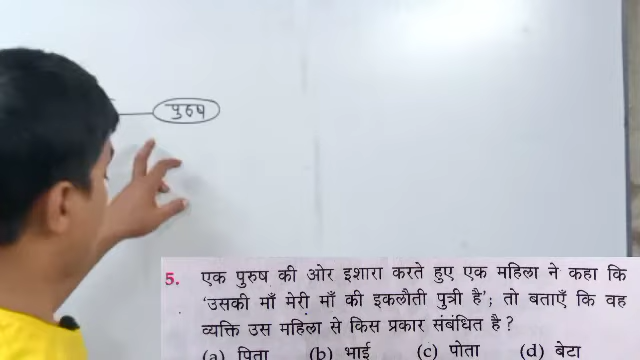 पुरुष
5. एक पुरुष की ओर इशारा करते हुए एक महिला ने कहा कि
'उसकी माँ मेरी माँ की इकलौती पुत्री है'; तो बताएँ कि वह
व्यक्ति उस महिला से किस प्रकार संबंधित है ?
(a) पिता (b) भाई (c) पोता (d) बेटा